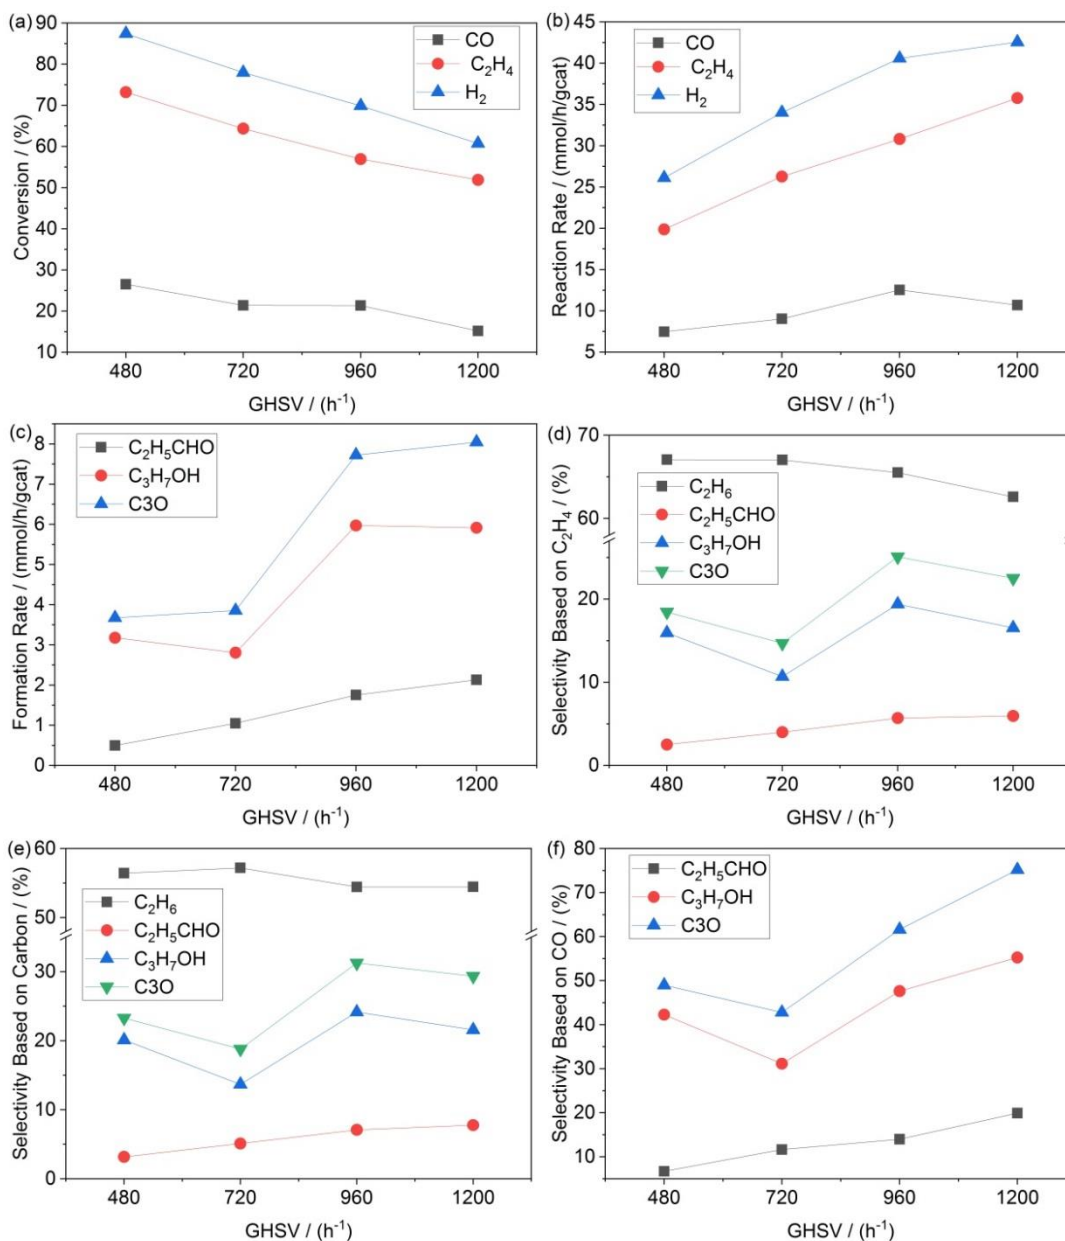 (a)
90
80
70
60
50
40
30
20
10
Conversion / (%)
CO
C₂H₄
H₂
480 720 960 1200
GHSV / (h⁻¹)
(b)
45
40
35
30
25
20
15
10
5
Reaction Rate / (mmol/h/gcat)
CO
C₂H₄
H₂
480 720 960 1200
GHSV / (h⁻¹)
(c)
8
7
6
5
4
3
2
1
0
Formation Rate / (mmol/h/gcat)
C₂H₅CHO
C₃H₇OH
C3O
480 720 960 1200
GHSV / (h⁻¹)
(d)
70
60
20
10
0
Selectivity Based on C₂H₄ / (%)
C₂H₆
C₂H₅CHO
C₃H₇OH
C3O
480 720 960 1200
GHSV / (h⁻¹)
(e)
60
50
30
20
10
0
Selectivity Based on Carbon / (%)
C₂H₆
C₂H₅CHO
C₃H₇OH
C3O
480 720 960 1200
GHSV / (h⁻¹)
(f)
80
70
60
50
40
30
20
10
Selectivity Based on CO / (%)
C₂H₅CHO
C₃H₇OH
C3O
480 720 960 1200
GHSV / (h⁻¹)